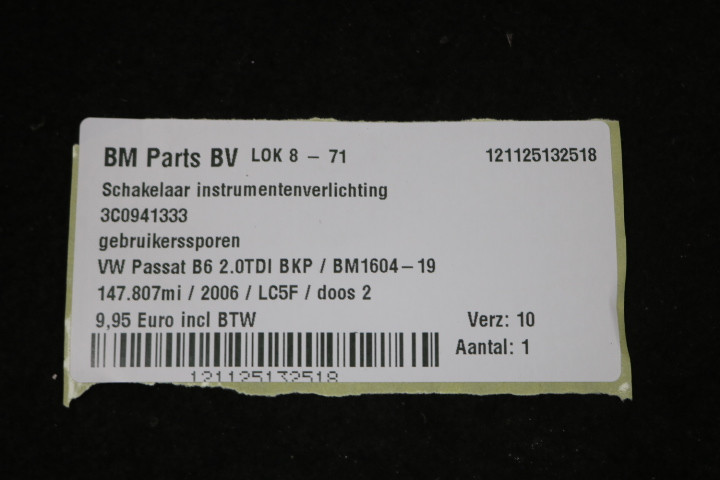 BM Parts BV LOK 8 - 71 121125132518
Schakelaar instrumentenverlichting
3C0941333
gebruikerssporen
VW Passat B6 2.0TDI BKP / BM1604-19
147.807mi / 2006 / LC5F / doos 2
9,95 Euro incl BTW Verz: 10
Aantal: 1
121125132518